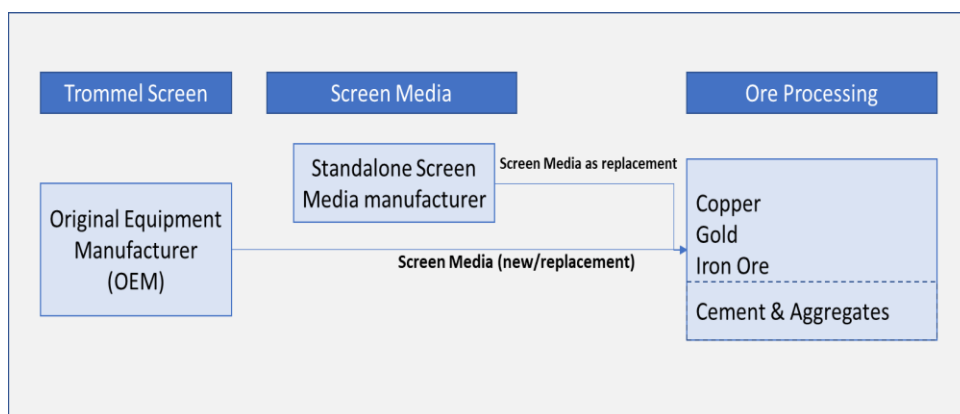 Trommel Screen
Screen Media
Ore Processing
Standalone Screen
Media manufacturer
Screen Media as replacement
Original Equipment
Manufacturer
(OEM)
Screen Media (new/replacement)
Copper
Gold
Iron Ore
Cement & Aggregates